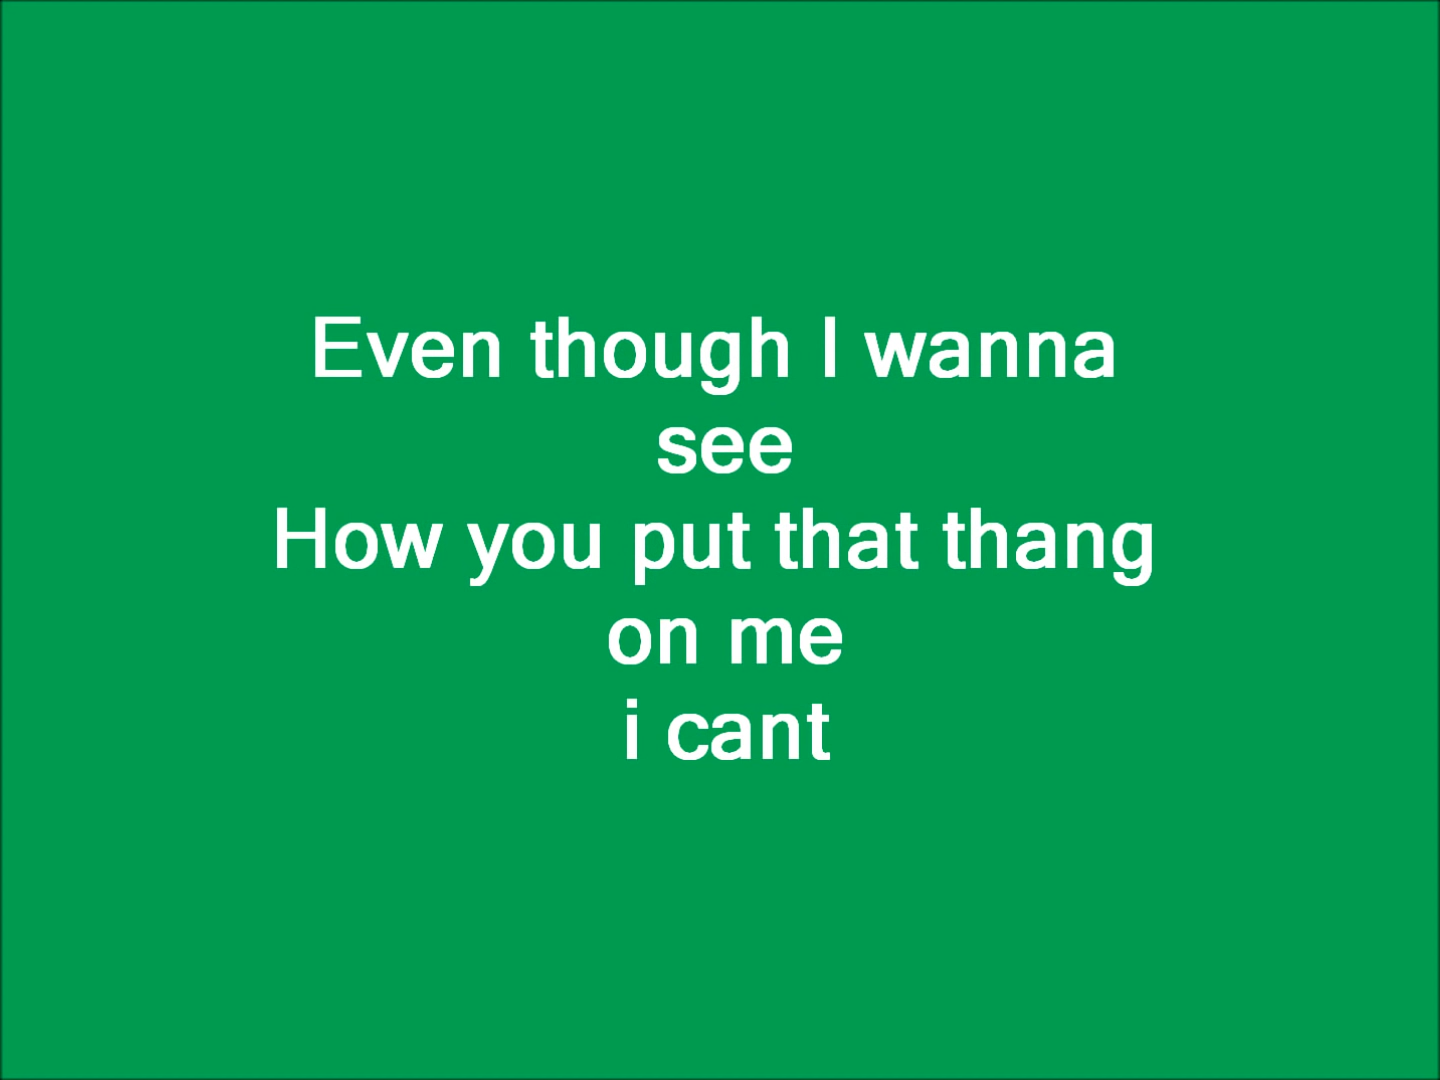 Even though I wanna
see
How you put that thang
on me
i cant